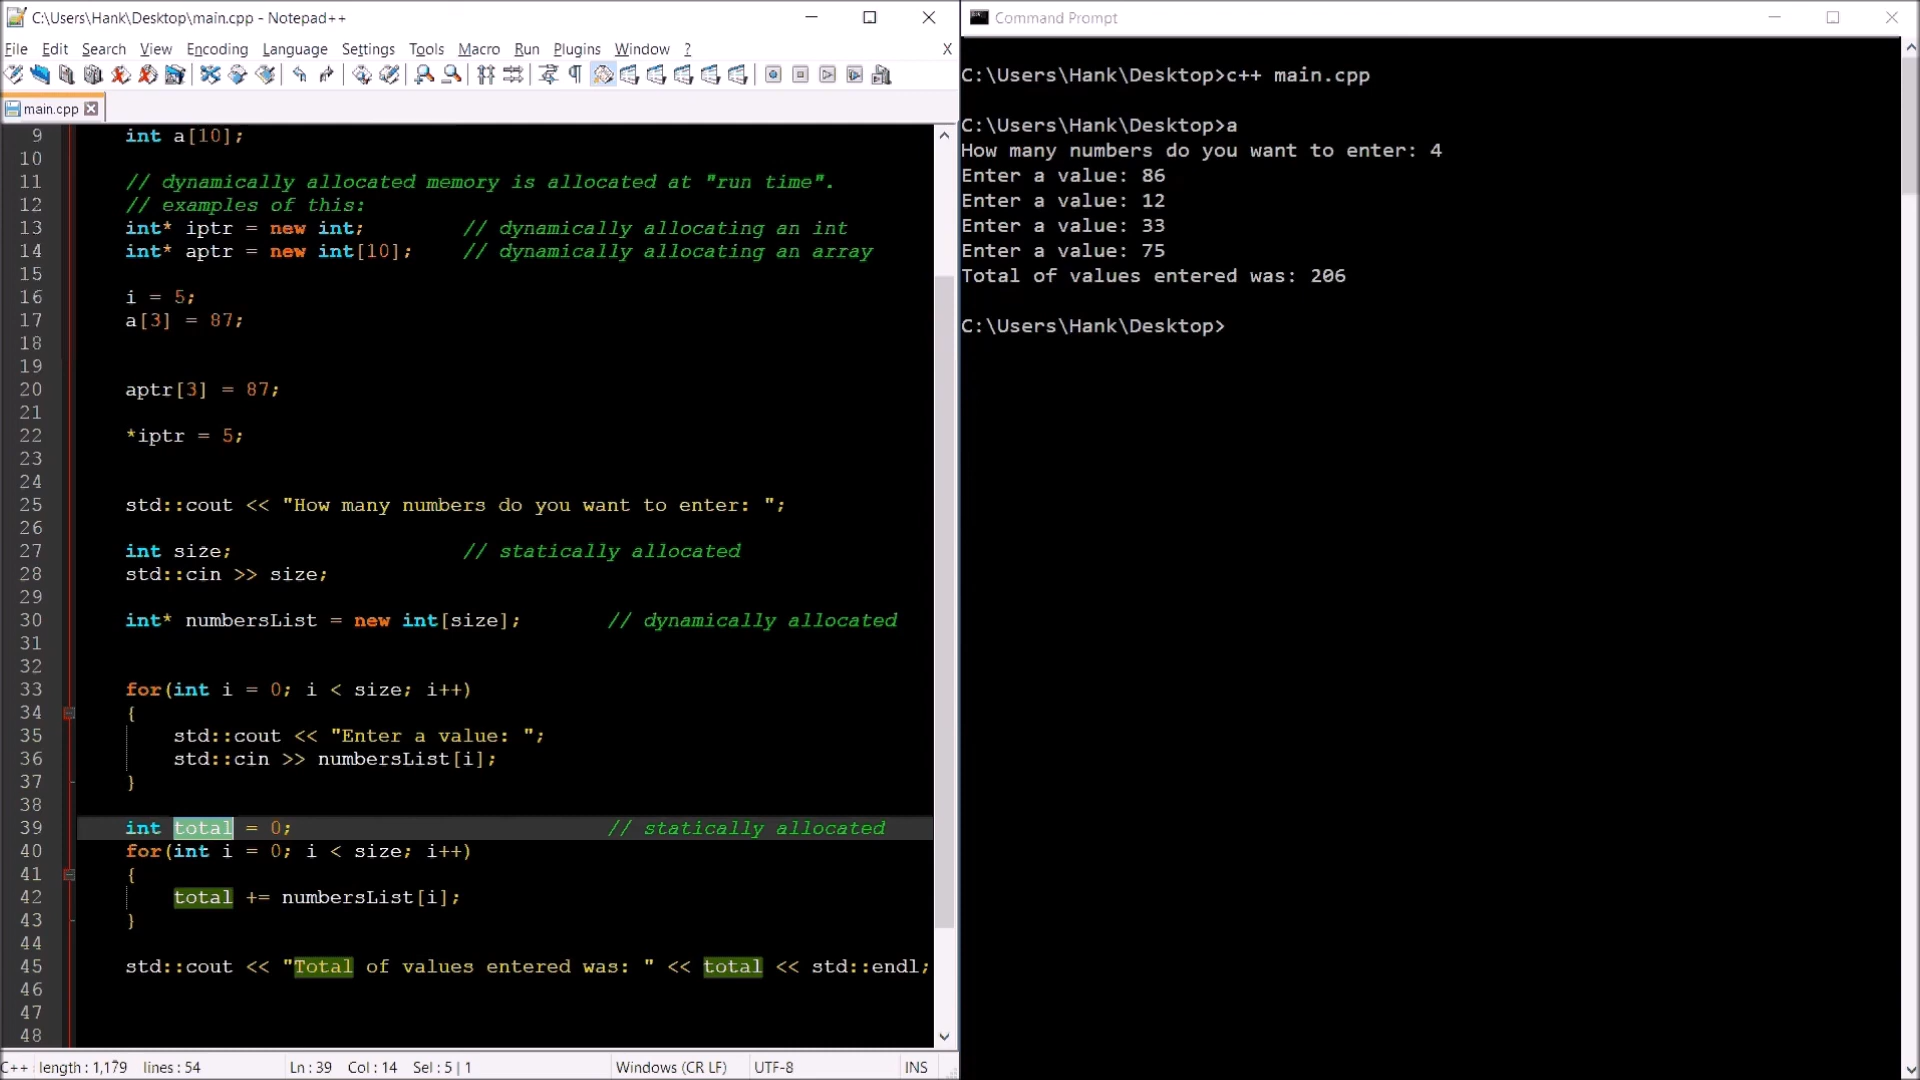 C:\Users\Hank\Desktop\main.cpp - Notepad++
File Edit Search View Encoding Language Settings Tools Macro Run Plugins Window ? X
main.cpp
9 int a[10];
10
11 // dynamically allocated memory is allocated at "run time".
12 // examples of this:
13 int* iptr = new int; // dynamically allocating an int
14 int* aptr = new int[10]; // dynamically allocating an array
15
16 i = 5;
17 a[3] = 87;
18
19
20 aptr[3] = 87;
21
22 *iptr = 5;
23
24
25 std::cout << "How many numbers do you want to enter: ";
26
27 int size; // statically allocated
28 std::cin >> size;
29
30 int* numbersList = new int[size]; // dynamically allocated
31
32
33 for(int i = 0; i < size; i++)
34 {
35 std::cout << "Enter a value: ";
36 std::cin >> numbersList[i];
37 }
38
39 int total = 0; // statically allocated
40 for(int i = 0; i < size; i++)
41 {
42 total += numbersList[i];
43 }
44
45 std::cout << "Total of values entered was: " << total << std::endl;
46
47
48
C++ length : 1,179 lines : 54 Ln : 39 Col : 14 Sel : 5 | 1 Windows (CR LF) UTF-8 INS
Command Prompt
C:\Users\Hank\Desktop>c++ main.cpp
C:\Users\Hank\Desktop>a
How many numbers do you want to enter: 4
Enter a value: 86
Enter a value: 12
Enter a value: 33
Enter a value: 75
Total of values entered was: 206
C:\Users\Hank\Desktop>